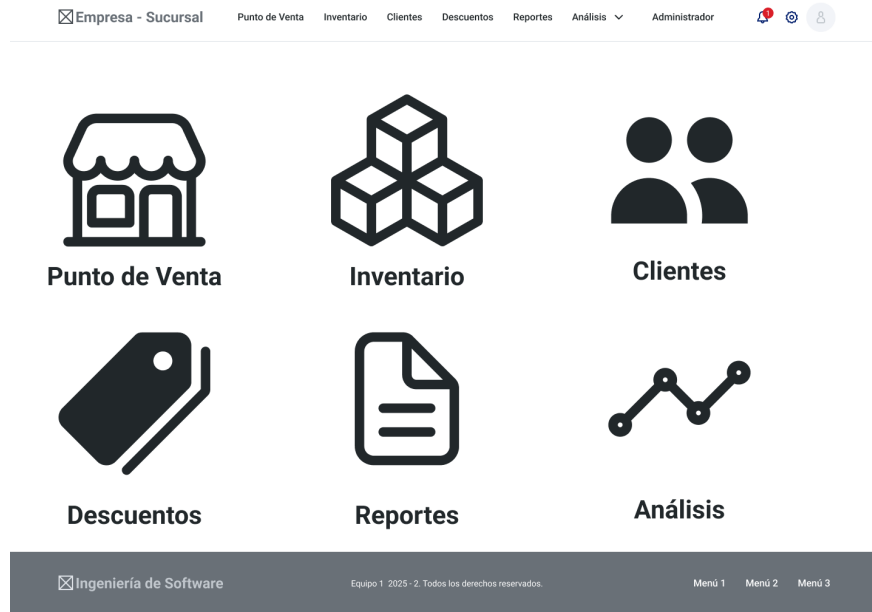 Empresa - Sucursal Punto de Venta Inventario Clientes Descuentos Reportes Análisis Administrador 1
Punto de Venta Inventario Clientes
Descuentos Reportes Análisis
Ingeniería de Software Equipo 1 2025 - 2. Todos los derechos reservados. Menú 1 Menú 2 Menú 3